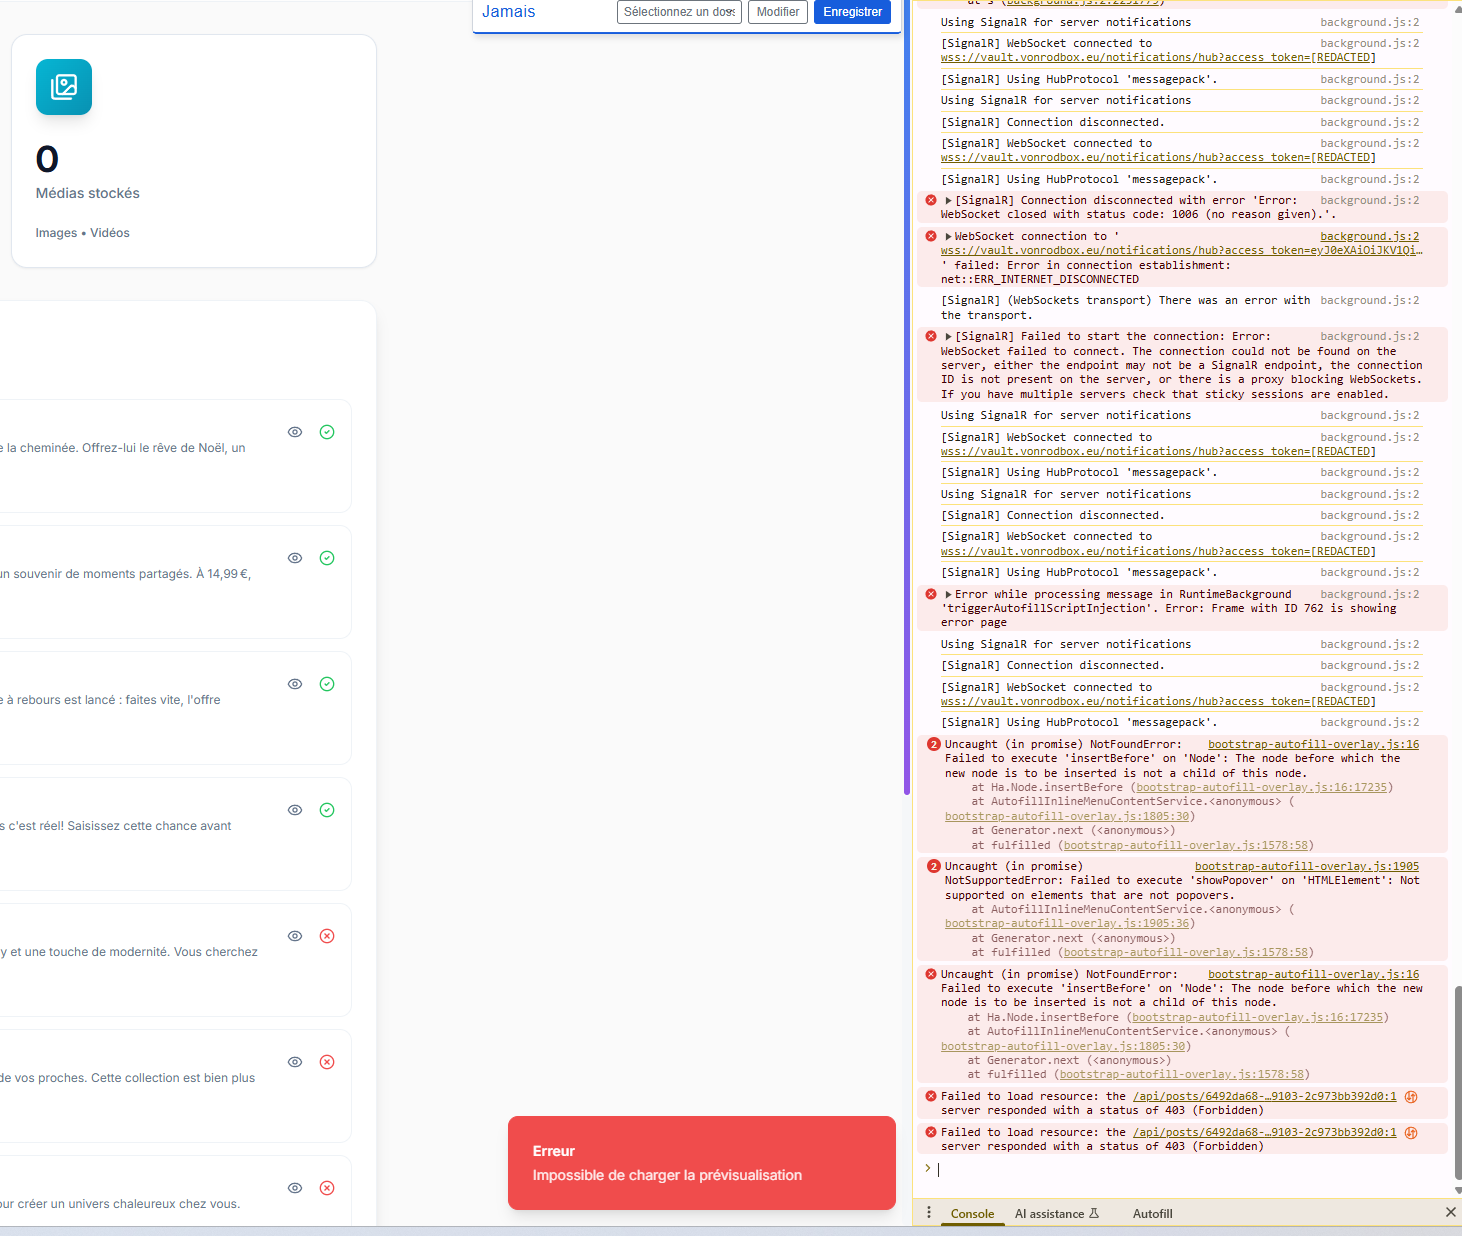 Jamais
Sélectionnez un dos
Modifier
Enregistrer
0
Médias stockés
Images • Vidéos
e la cheminée. Offrez-lui le rêve de Noël, un
un souvenir de moments partagés. À 14,99 €,
e à rebours est lancé : faites vite, l'offre
s c'est réel! Saisissez cette chance avant
y et une touche de modernité. Vous cherchez
de vos proches. Cette collection est bien plus
our créer un univers chaleureux chez vous.
Erreur
Impossible de charger la prévisualisation
Using SignalR for server notifications background.js:2
[SignalR] WebSocket connected to background.js:2
wss://vault.vonrodbox.eu/notifications/hub?access_token=[REDACTED]
[SignalR] Using HubProtocol 'messagepack'. background.js:2
Using SignalR for server notifications background.js:2
[SignalR] Connection disconnected. background.js:2
[SignalR] WebSocket connected to background.js:2
wss://vault.vonrodbox.eu/notifications/hub?access_token=[REDACTED]
[SignalR] Using HubProtocol 'messagepack'. background.js:2
[SignalR] Connection disconnected with error 'Error: background.js:2
WebSocket closed with status code: 1006 (no reason given).'.
WebSocket connection to ' background.js:2
wss://vault.vonrodbox.eu/notifications/hub?access_token=eyJ0eXAiOiJKV1Qi…
' failed: Error in connection establishment:
net::ERR_INTERNET_DISCONNECTED
[SignalR] (WebSockets transport) There was an error with background.js:2
the transport.
[SignalR] Failed to start the connection: Error: background.js:2
WebSocket failed to connect. The connection could not be found on the
server, either the endpoint may not be a SignalR endpoint, the connection
ID is not present on the server, or there is a proxy blocking WebSockets.
If you have multiple servers check that sticky sessions are enabled.
Using SignalR for server notifications background.js:2
[SignalR] WebSocket connected to background.js:2
wss://vault.vonrodbox.eu/notifications/hub?access_token=[REDACTED]
[SignalR] Using HubProtocol 'messagepack'. background.js:2
Using SignalR for server notifications background.js:2
[SignalR] Connection disconnected. background.js:2
[SignalR] WebSocket connected to background.js:2
wss://vault.vonrodbox.eu/notifications/hub?access_token=[REDACTED]
[SignalR] Using HubProtocol 'messagepack'. background.js:2
Error while processing message in RuntimeBackground background.js:2
'triggerAutofillScriptInjection'. Error: Frame with ID 762 is showing
error page
Using SignalR for server notifications background.js:2
[SignalR] Connection disconnected. background.js:2
[SignalR] WebSocket connected to background.js:2
wss://vault.vonrodbox.eu/notifications/hub?access_token=[REDACTED]
[SignalR] Using HubProtocol 'messagepack'. background.js:2
2 Uncaught (in promise) NotFoundError: bootstrap-autofill-overlay.js:16
Failed to execute 'insertBefore' on 'Node': The node before which the
new node is to be inserted is not a child of this node.
at Ha.Node.insertBefore (bootstrap-autofill-overlay.js:16:17235)
at AutofillInlineMenuContentService.<anonymous> (
bootstrap-autofill-overlay.js:1805:30)
at Generator.next (<anonymous>)
at fulfilled (bootstrap-autofill-overlay.js:1578:58)
2 Uncaught (in promise) bootstrap-autofill-overlay.js:1905
NotSupportedError: Failed to execute 'showPopover' on 'HTMLElement': Not
supported on elements that are not popovers.
at AutofillInlineMenuContentService.<anonymous> (
bootstrap-autofill-overlay.js:1905:36)
at Generator.next (<anonymous>)
at fulfilled (bootstrap-autofill-overlay.js:1578:58)
Uncaught (in promise) NotFoundError: bootstrap-autofill-overlay.js:16
Failed to execute 'insertBefore' on 'Node': The node before which the new
node is to be inserted is not a child of this node.
at Ha.Node.insertBefore (bootstrap-autofill-overlay.js:16:17235)
at AutofillInlineMenuContentService.<anonymous> (
bootstrap-autofill-overlay.js:1805:30)
at Generator.next (<anonymous>)
at fulfilled (bootstrap-autofill-overlay.js:1578:58)
Failed to load resource: the /api/posts/6492da68-…9103-2c973bb392d0:1
server responded with a status of 403 (Forbidden)
Failed to load resource: the /api/posts/6492da68-…9103-2c973bb392d0:1
server responded with a status of 403 (Forbidden)
Console
AI assistance
Autofill